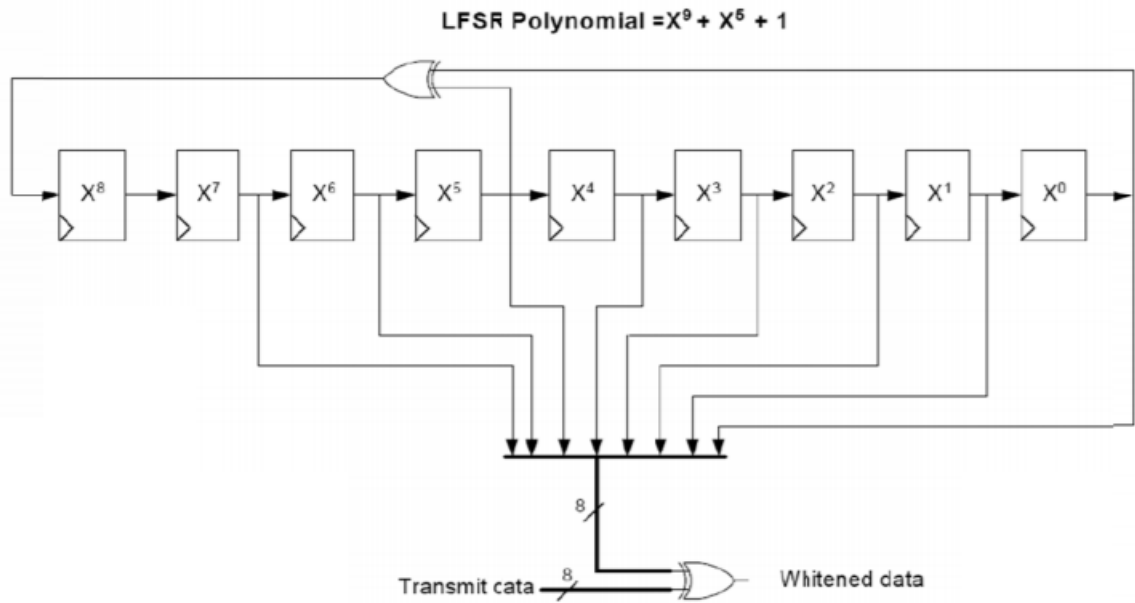 LFSR Polynomial =X⁹ + X⁵ + 1
X⁸ X⁷ X⁶ X⁵ X⁴ X³ X² X¹ X⁰
8
8
Transmit cata
Whitened data